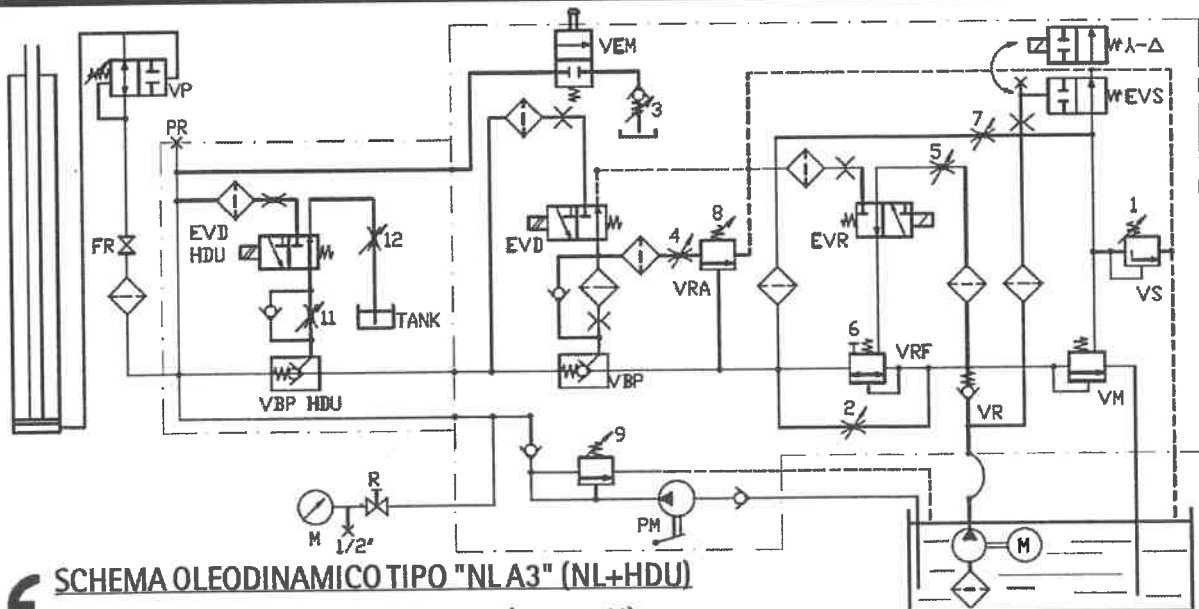 VEM
λ-Δ
VP
EVS
3
PR
7
5
EVD
HDU
12
EVD
4
8
VRA
EVR
1
FR
VS
11
TANK
6
VRF
VBP HDU
VBP
2
VR
VM
9
R
M
1/2"
PM
M
SCHEMA OLEODINAMICO TIPO "NL A3" (NL+HDU)